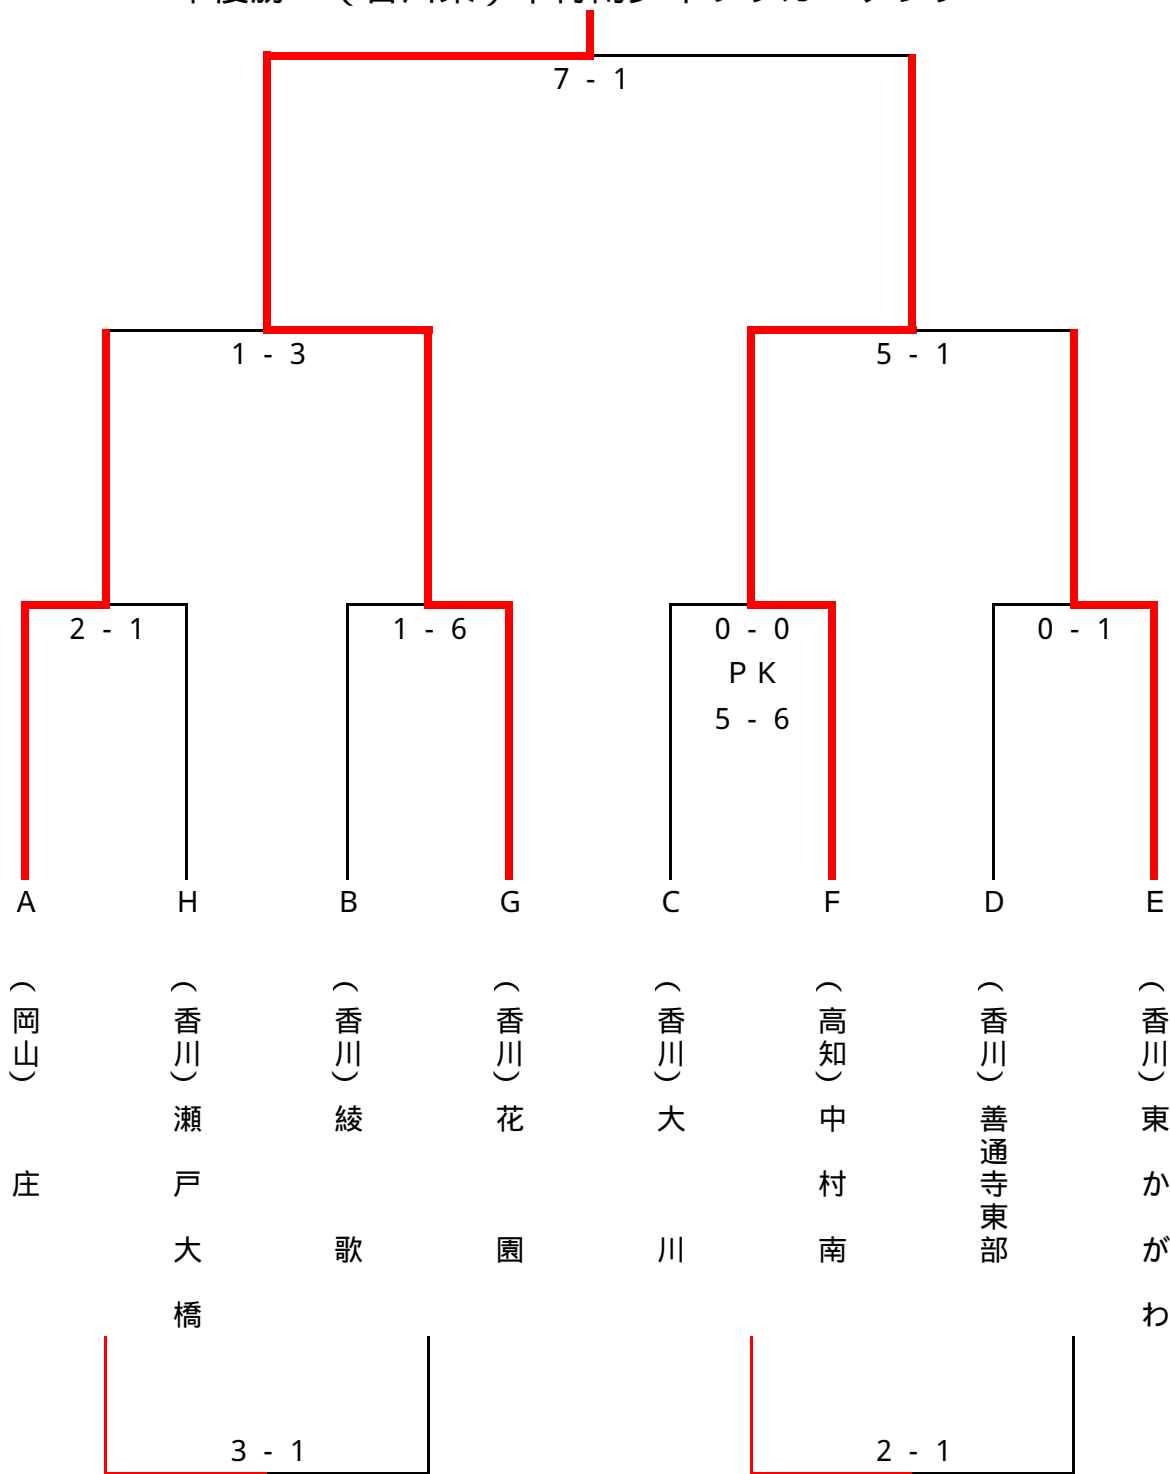 7 - 1
1 - 3
5 - 1
2 - 1
1 - 6
0 - 0
0 - 1
PK
5 - 6
A
H
B
G
C
F
D
E
(岡山) 庄
(香川) 瀬戸大橋
(香川) 綾歌
(香川) 花園
(香川) 大川
(高知) 中村南
(香川) 善通寺東部
(香川) 東かがわ
3 - 1
2 - 1